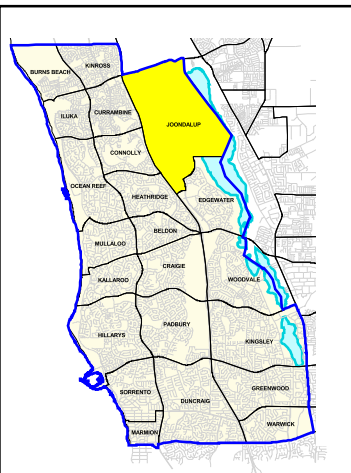 KINROSS
BURNS BEACH
ILUKA
CURRAMBINE
JOONDALUP
CONNOLLY
OCEAN REEF
HEATHRIDGE
EDGEWATER
BELDON
MULLALOO
CRAIGIE
KALLAROO
WOODVALE
PADBURY
HILLARYS
KINGSLEY
SORRENTO
GREENWOOD
DUNCRAIG
WARWICK
MARMION